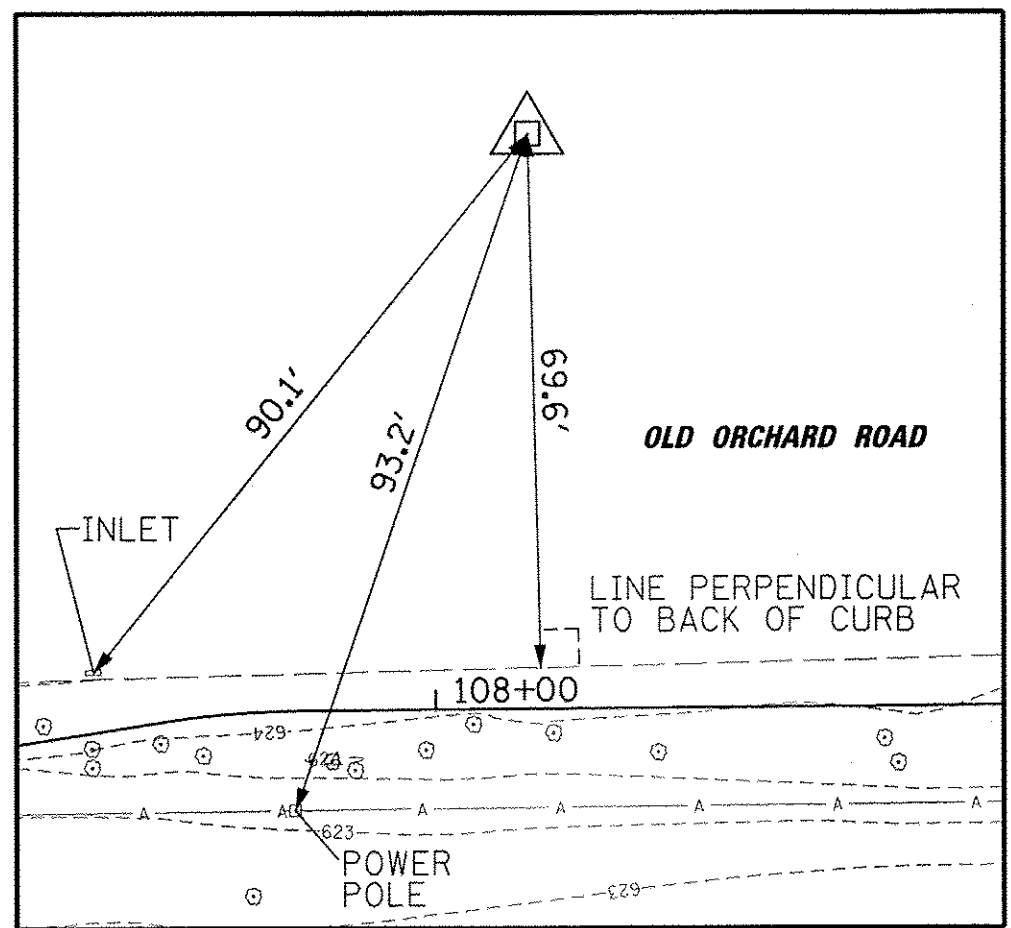 90.1'
93.2'
69.6'
OLD ORCHARD ROAD
INLET
LINE PERPENDICULAR
TO BACK OF CURB
108+00
624
A A A A A A A
623
POWER
POLE
623